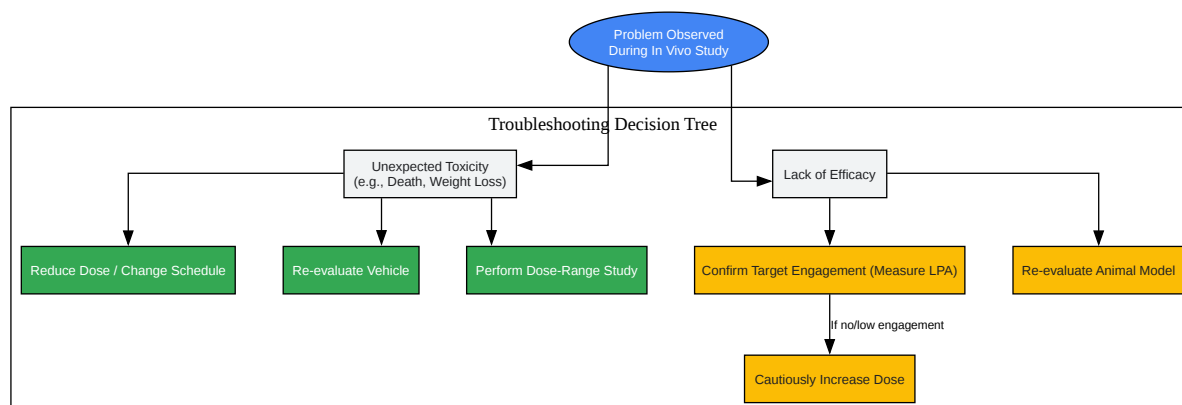 Problem Observed
During In Vivo Study
Troubleshooting Decision Tree
Unexpected Toxicity
(e.g., Death, Weight Loss)
Lack of Efficacy
Reduce Dose / Change Schedule
Re-evaluate Vehicle
Perform Dose-Range Study
Confirm Target Engagement (Measure LPA)
Re-evaluate Animal Model
If no/low engagement
Cautiously Increase Dose